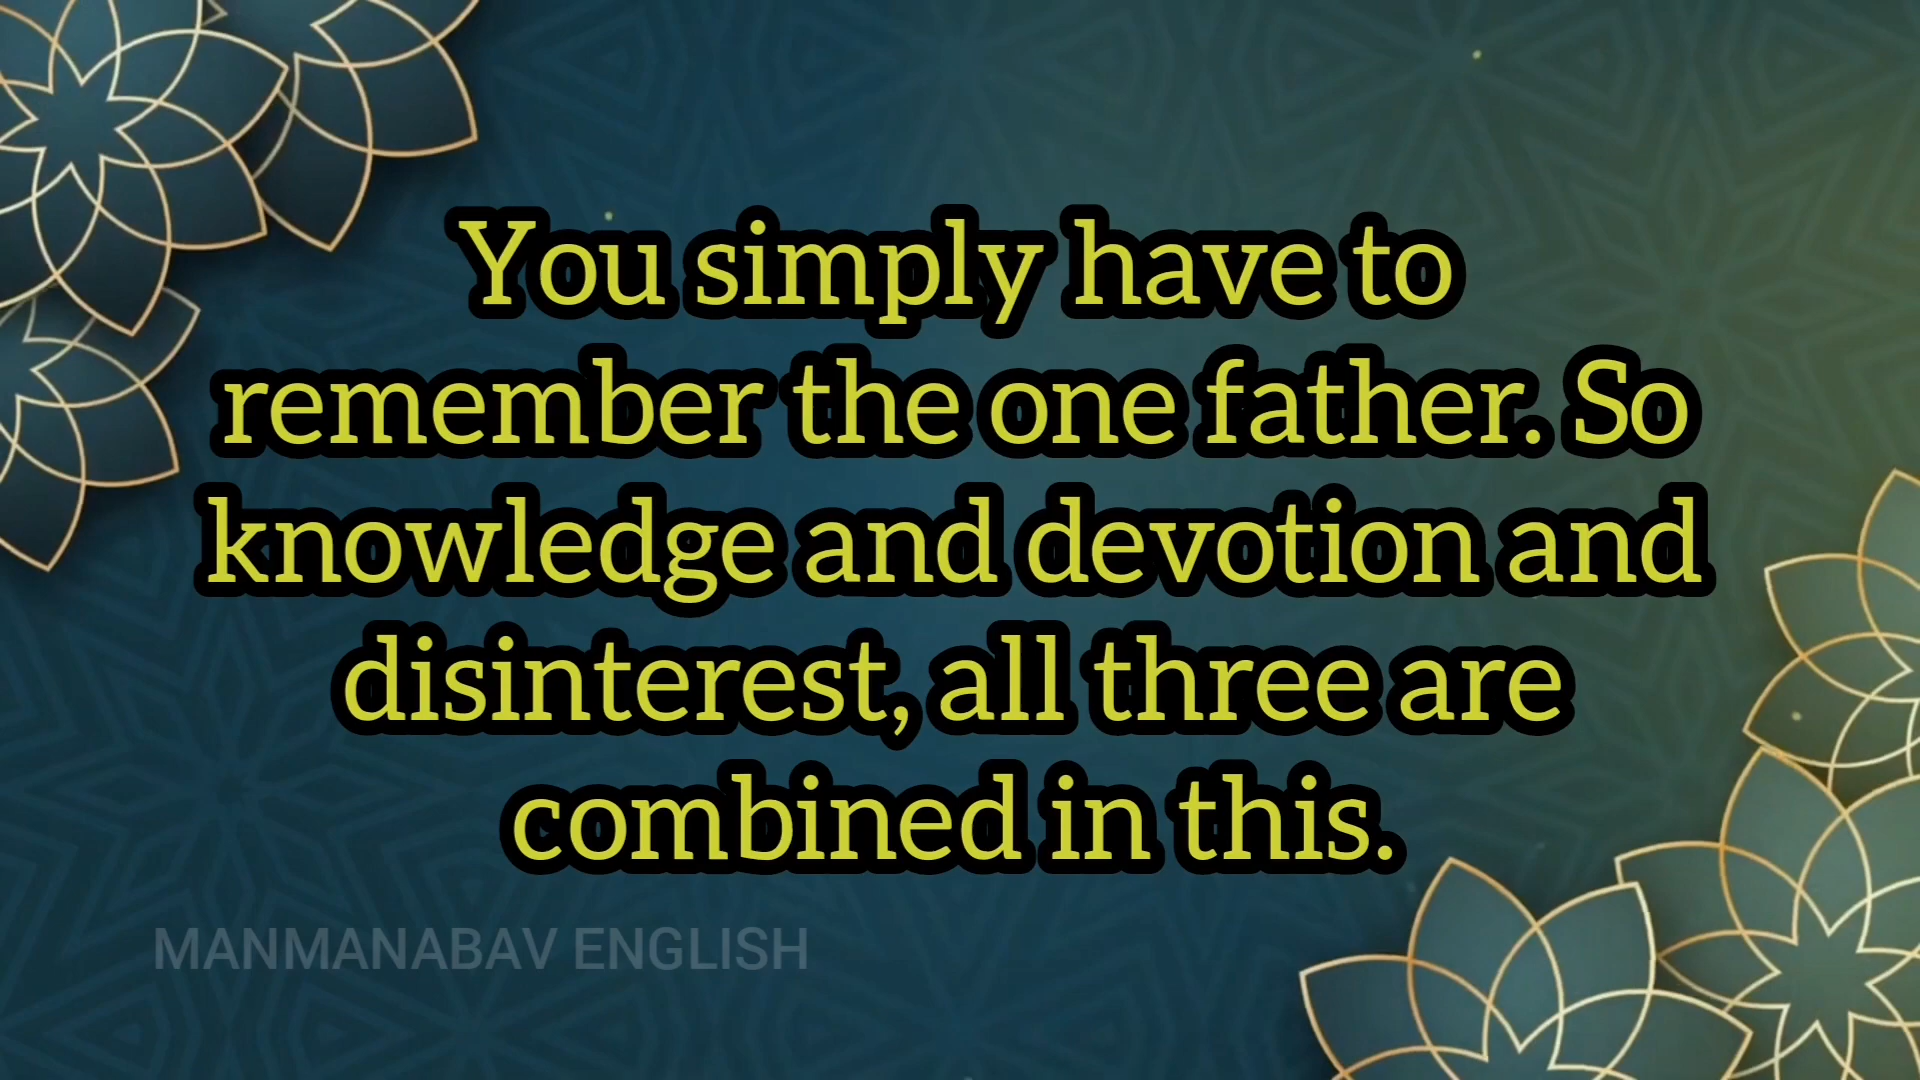 You simply have to
remember the one father. So
knowledge and devotion and
disinterest, all three are
combined in this.
MANMANABAV ENGLISH